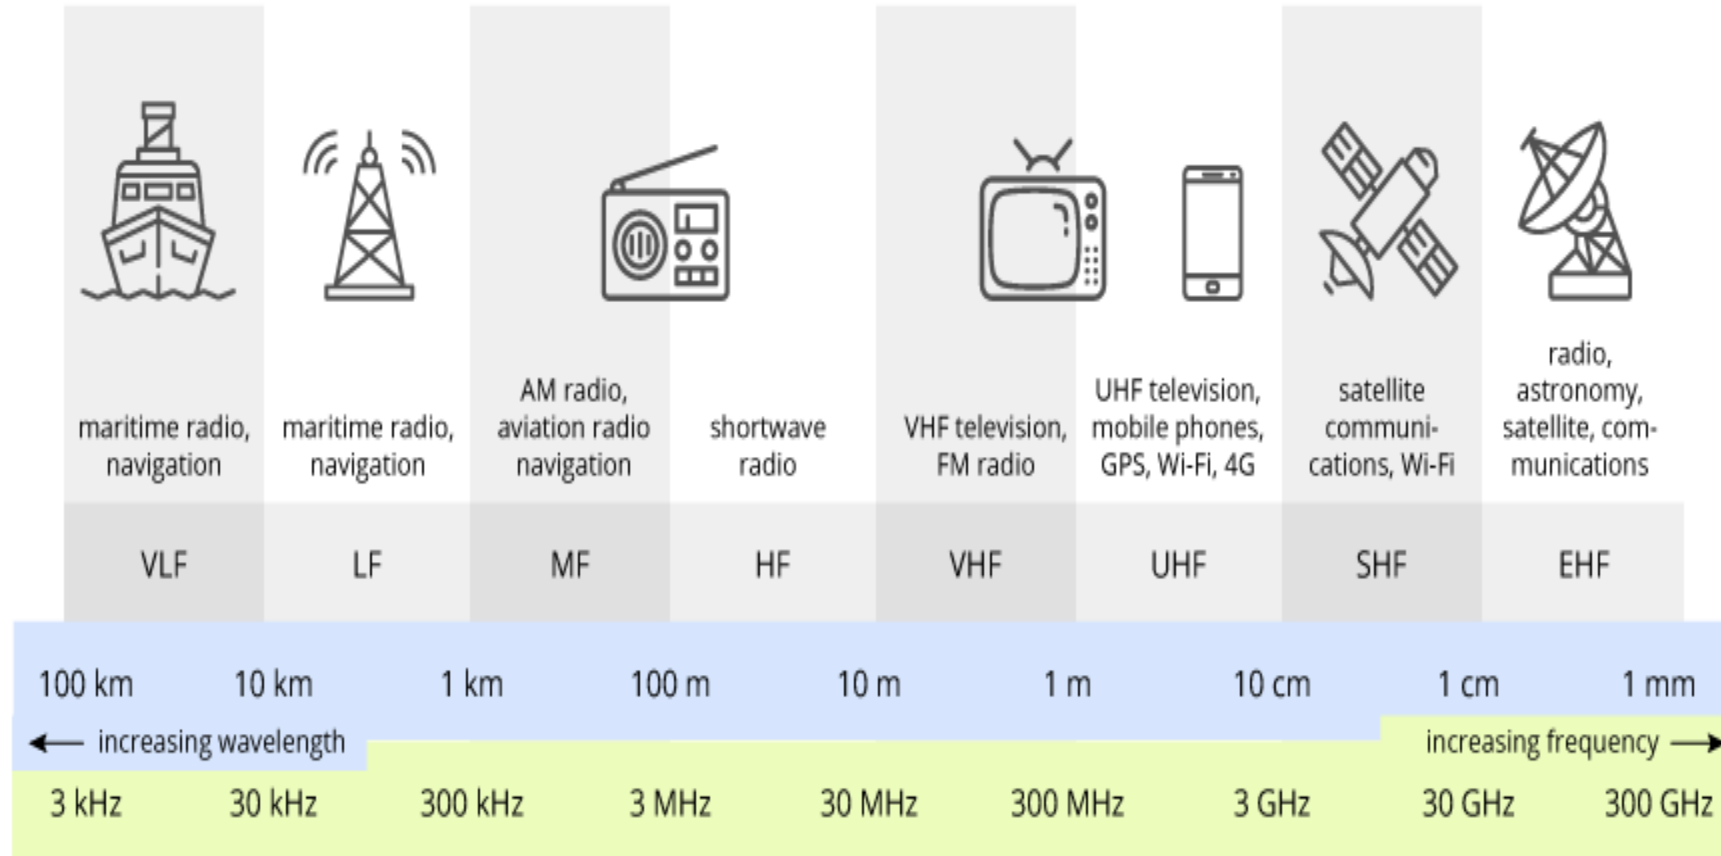 maritime radio,
navigation
maritime radio,
navigation
AM radio,
aviation radio
navigation
shortwave
radio
VHF television,
FM radio
UHF television,
mobile phones,
GPS, Wi-Fi, 4G
satellite
communi-
cations, Wi-Fi
radio,
astronomy,
satellite, com-
munications
VLF LF MF HF VHF UHF SHF EHF
100 km 10 km 1 km 100 m 10 m 1 m 10 cm 1 cm 1 mm
increasing wavelength increasing frequency
3 kHz 30 kHz 300 kHz 3 MHz 30 MHz 300 MHz 3 GHz 30 GHz 300 GHz